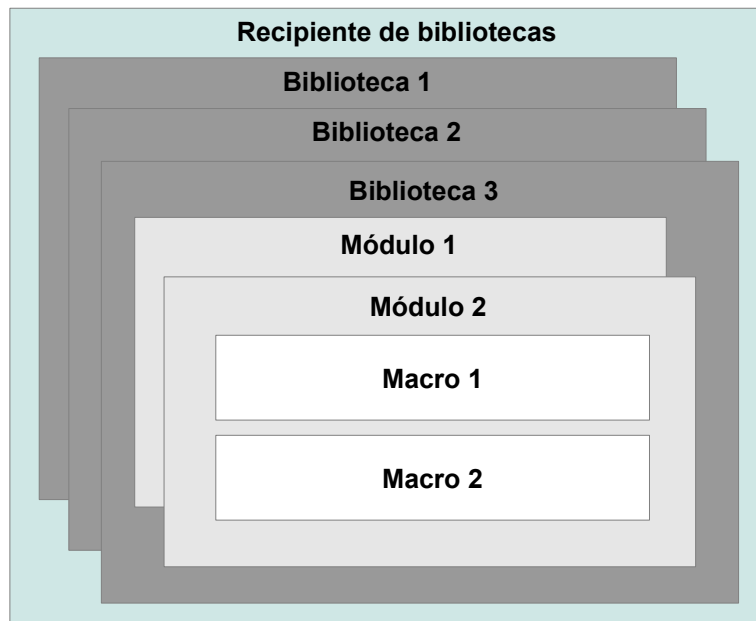 Recipiente de bibliotecas
Biblioteca 1
Biblioteca 2
Biblioteca 3
Módulo 1
Módulo 2
Macro 1
Macro 2